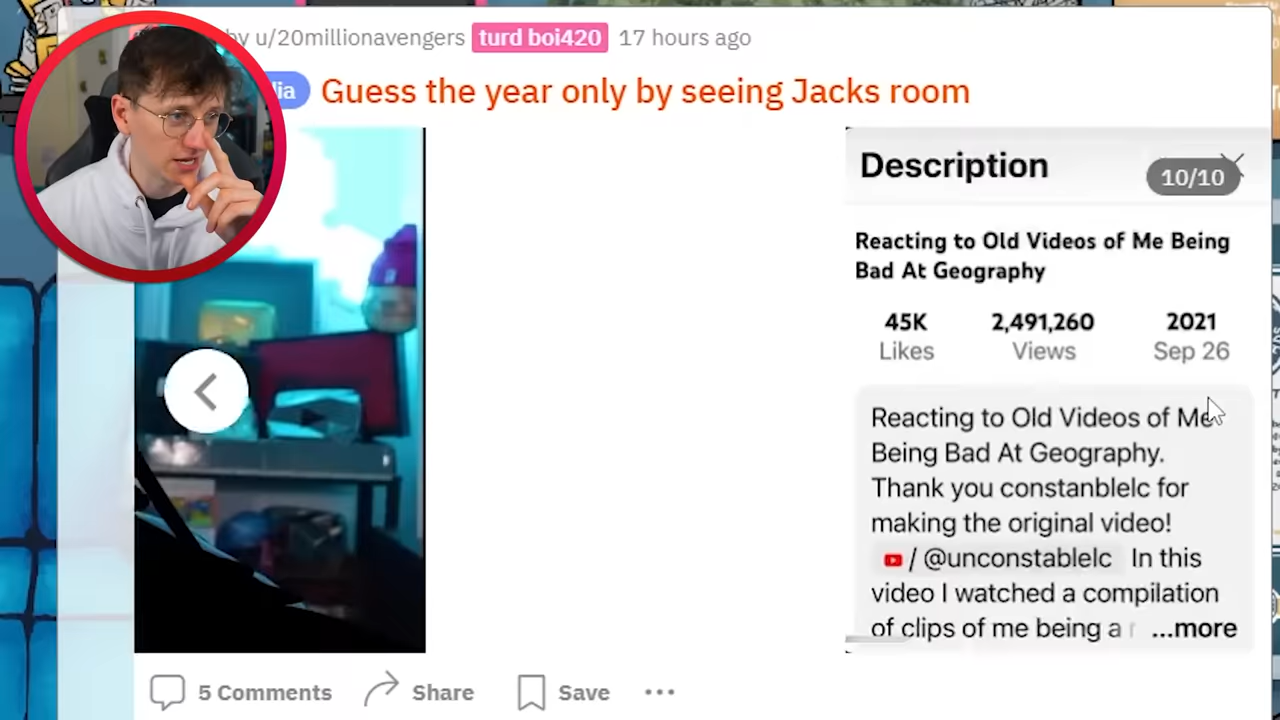 by u/20millionavengers turd boi420 17 hours ago
Guess the year only by seeing Jacks room
Description
10/10
Reacting to Old Videos of Me Being
Bad At Geography
45K 2,491,260 2021
Likes Views Sep 26
Reacting to Old Videos of Me
Being Bad At Geography.
Thank you constanblelc for
making the original video!
/ @unconstablelc In this
video I watched a compilation
of clips of me being a ...more
5 Comments Share Save